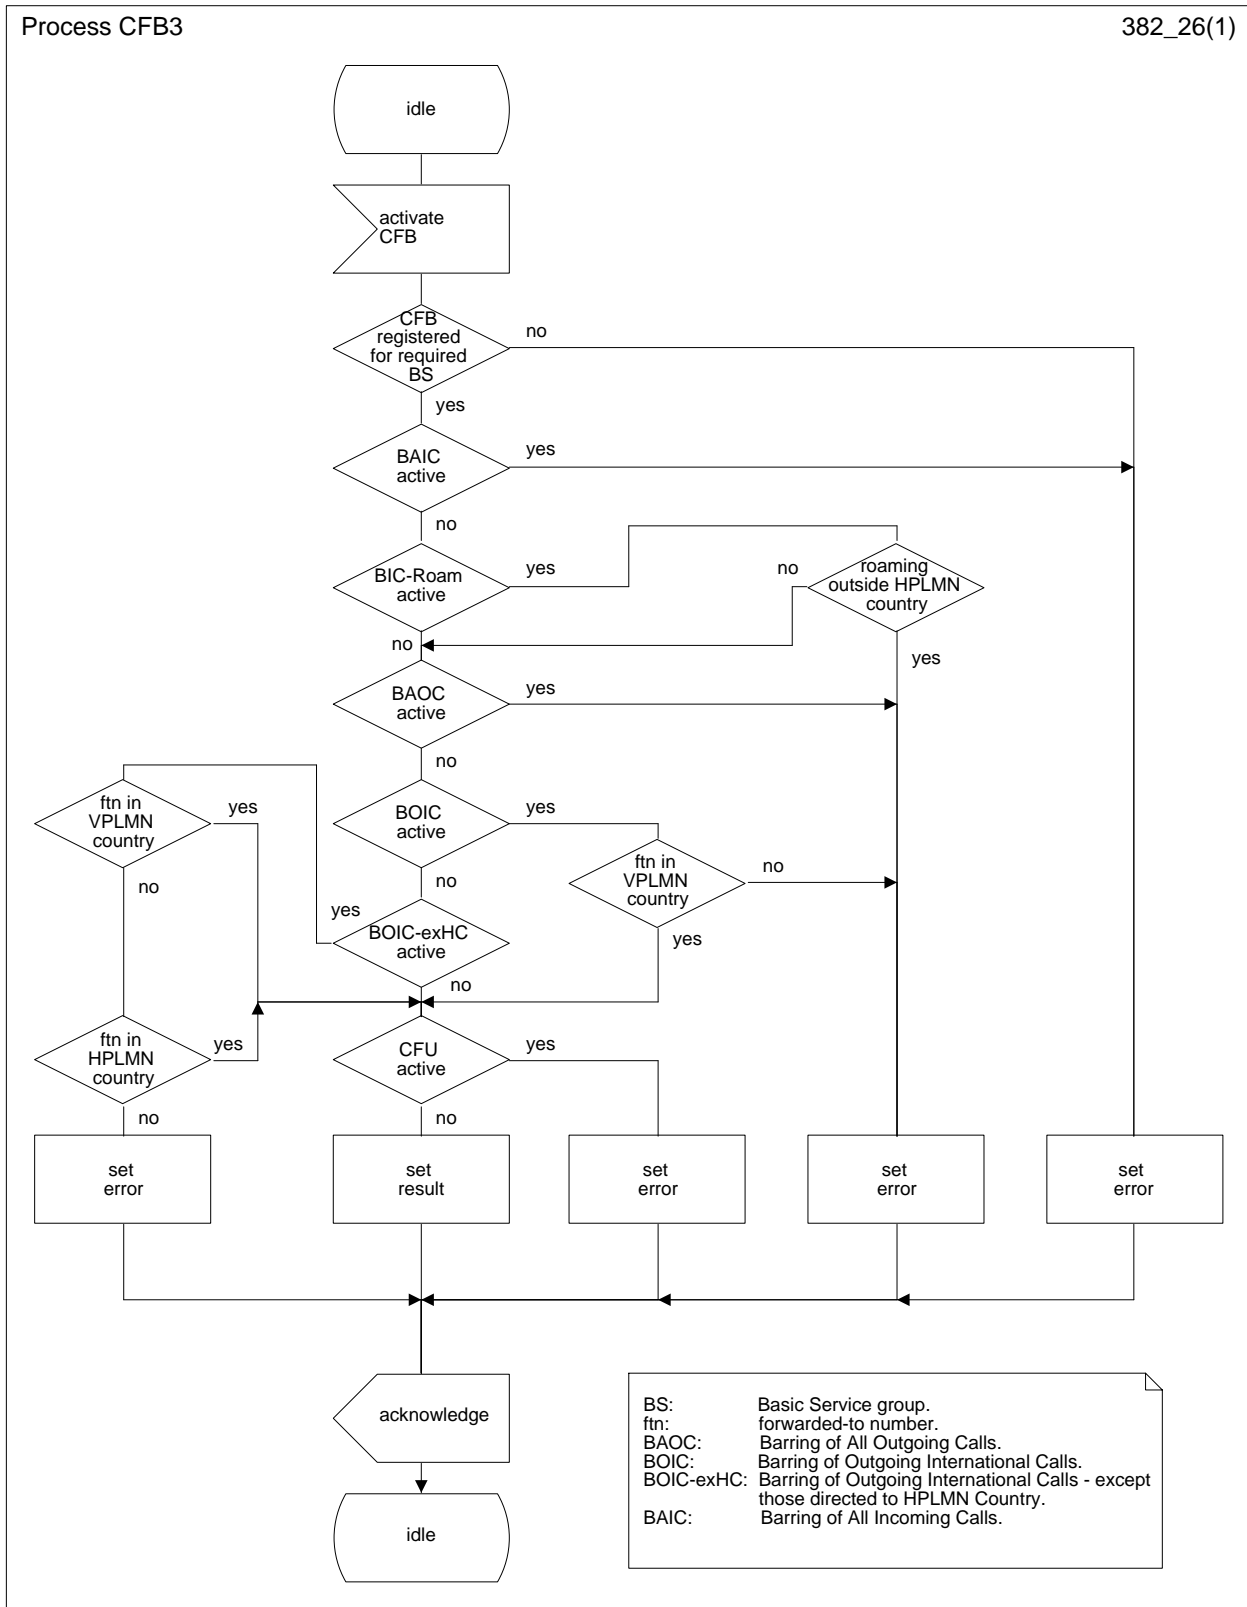 Process CFB3
382_26(1)
idle
activate
CFB
CFB
registered
for required
BS
no
yes
BAIC
active
yes
no
BIC-Roam
active
yes
no
roaming
outside HPLMN
country
no
yes
BAOC
active
yes
no
ftn in
VPLMN
country
yes
no
BOIC
active
yes
no
ftn in
VPLMN
country
no
yes
yes
BOIC-exHC
active
no
ftn in
HPLMN
country
yes
no
CFU
active
yes
no
set
error
set
result
set
error
set
error
set
error
acknowledge
idle
BS: Basic Service group.
ftn: forwarded-to number.
BAOC: Barring of All Outgoing Calls.
BOIC: Barring of Outgoing International Calls.
BOIC-exHC: Barring of Outgoing International Calls - except
those directed to HPLMN Country.
BAIC: Barring of All Incoming Calls.